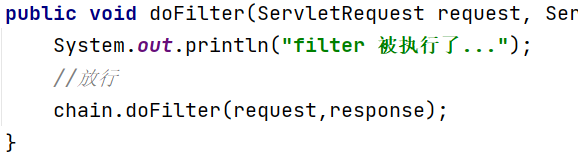 public void doFilter(ServletRequest request, Ser
System.out.println("filter 被执行了...");
//放行
chain.doFilter(request,response);
}